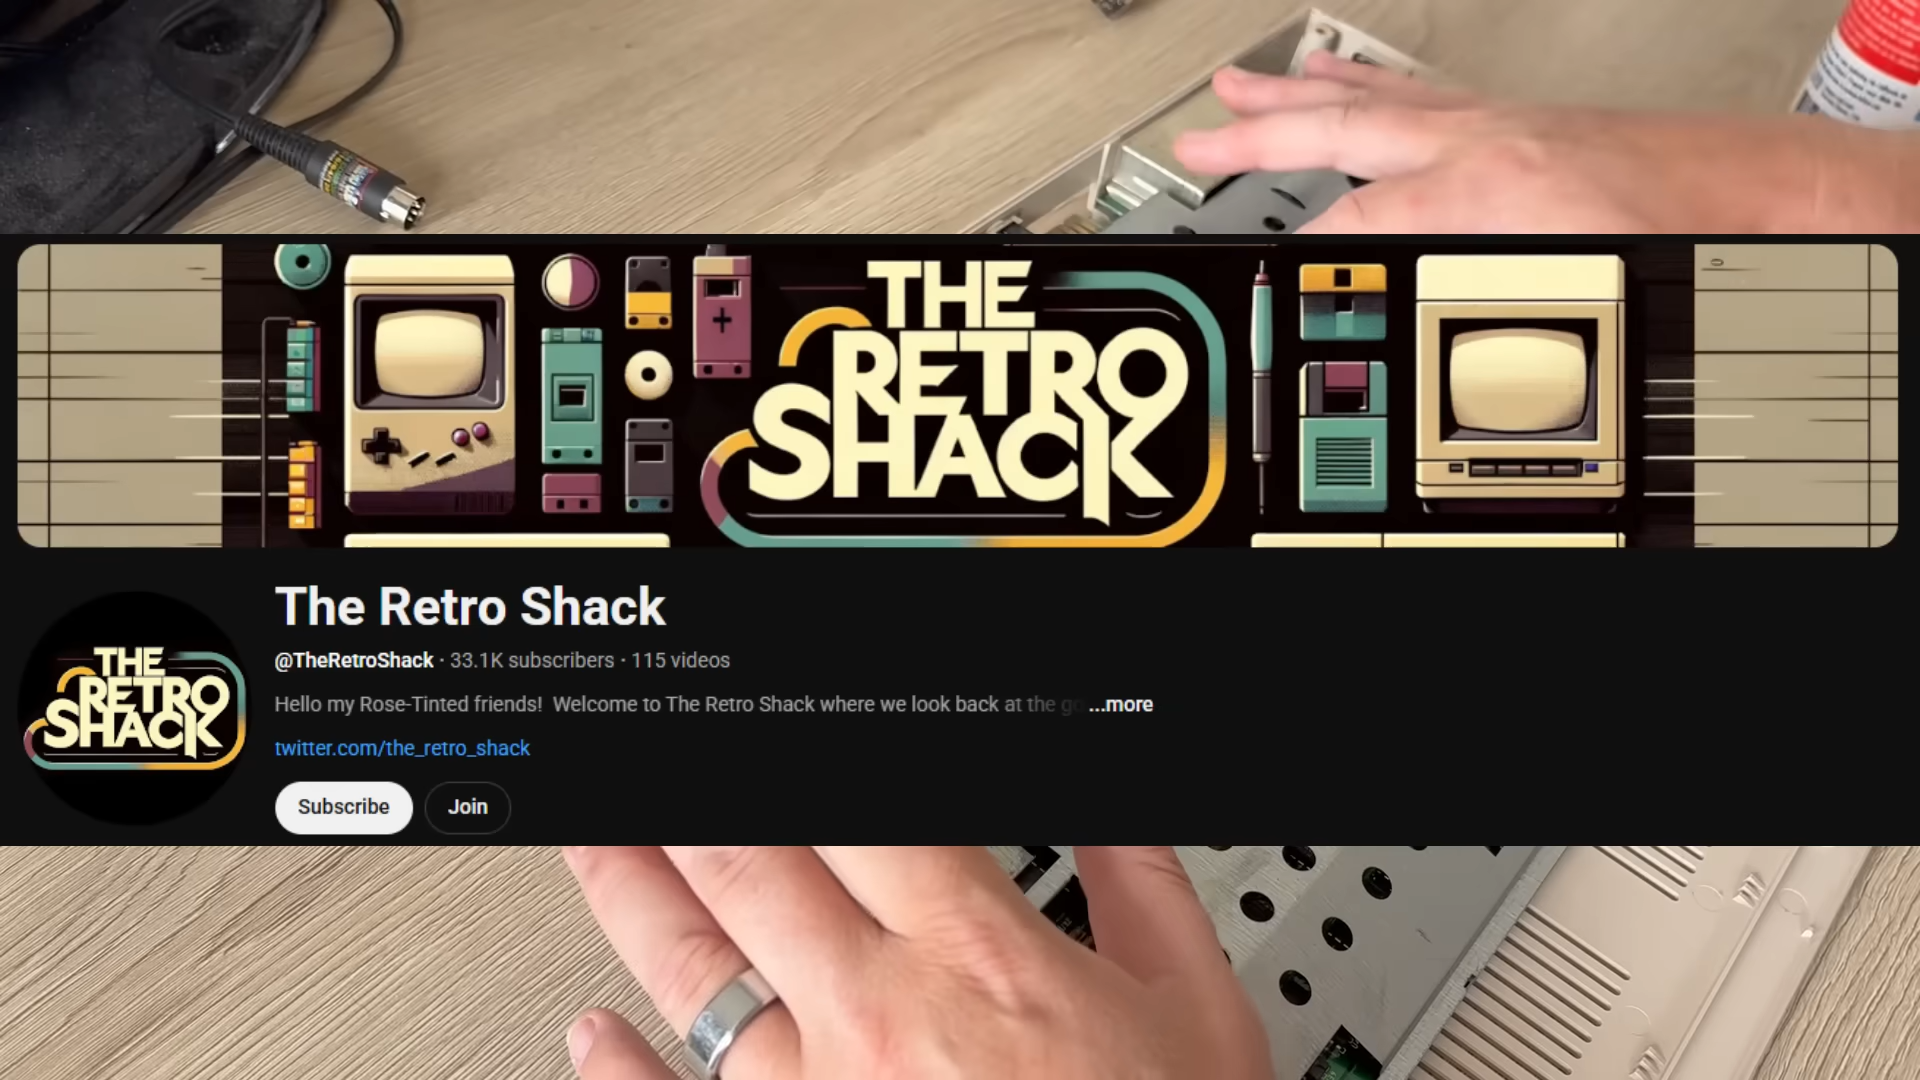 THE
RETRO
SHACK
The Retro Shack
@TheRetroShack · 33.1K subscribers · 115 videos
Hello my Rose-Tinted friends!  Welcome to The Retro Shack where we look back at the ...more
THE
RETRO
SHACK
twitter.com/the_retro_shack
Subscribe
Join